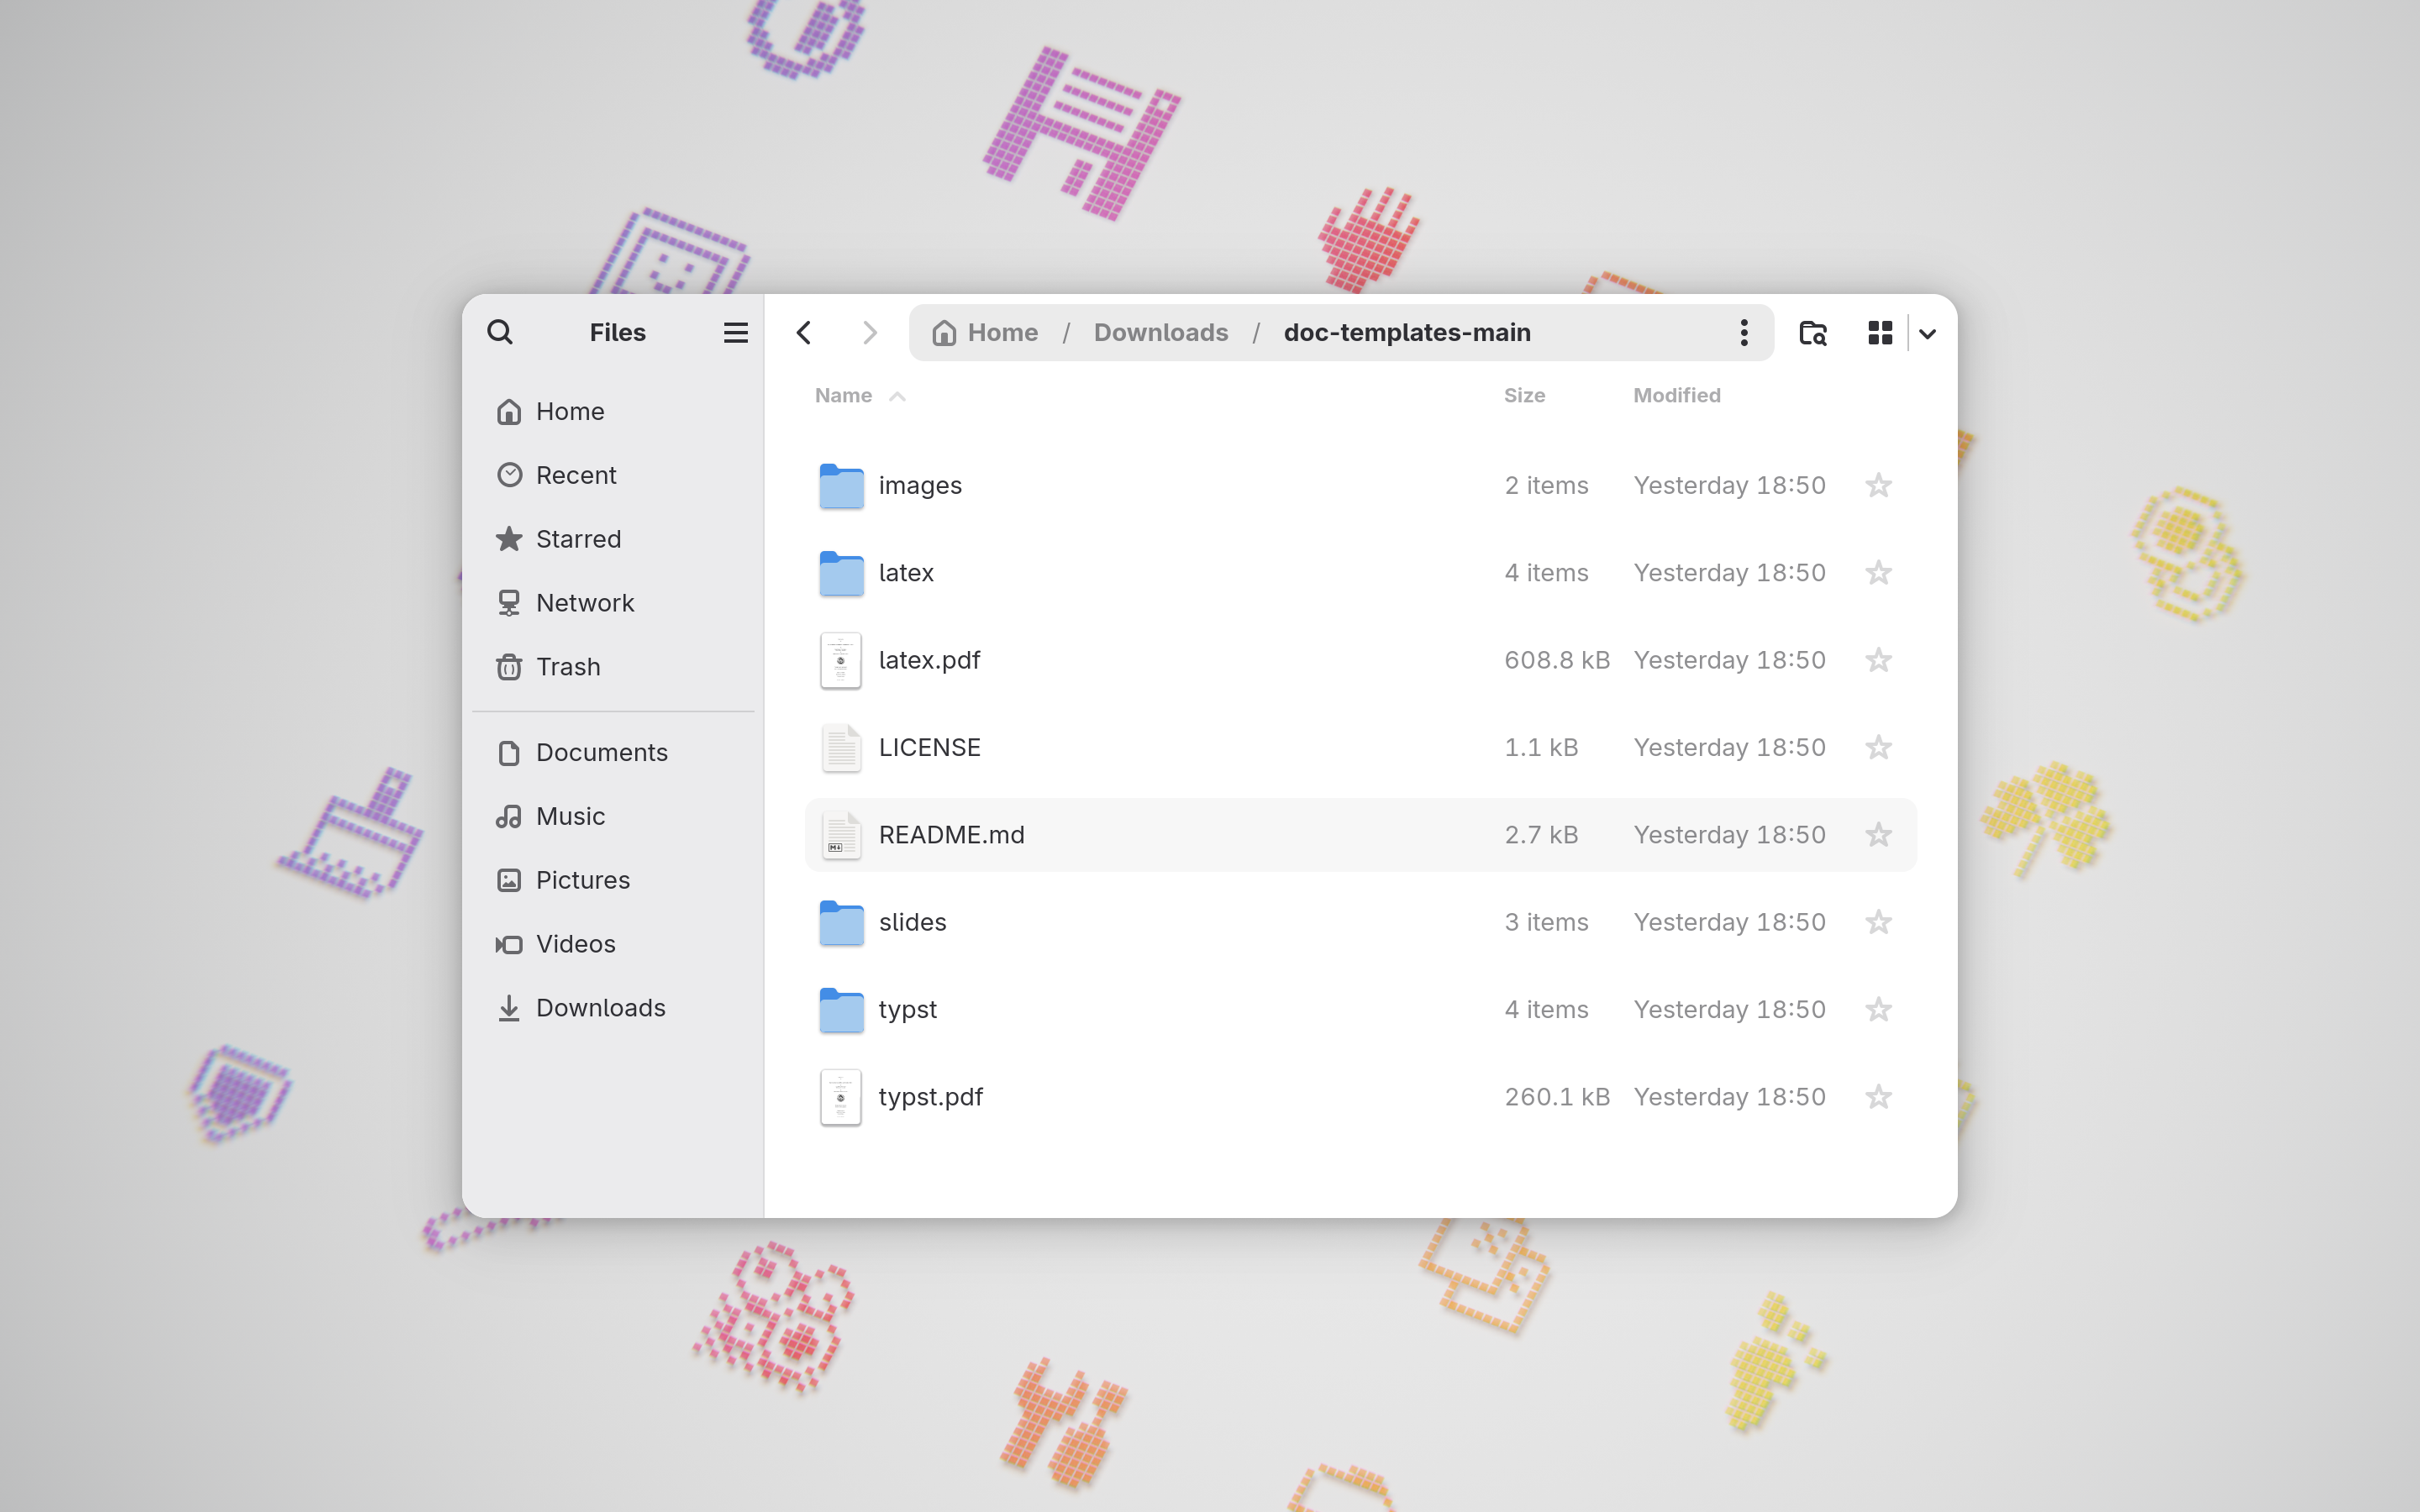 Files
Home / Downloads / doc-templates-main
Home
Recent
Starred
Network
Trash
Documents
Music
Pictures
Videos
Downloads
Name Size Modified
images 2 items Yesterday 18:50
latex 4 items Yesterday 18:50
latex.pdf 608.8 kB Yesterday 18:50
LICENSE 1.1 kB Yesterday 18:50
README.md 2.7 kB Yesterday 18:50
slides 3 items Yesterday 18:50
typst 4 items Yesterday 18:50
typst.pdf 260.1 kB Yesterday 18:50